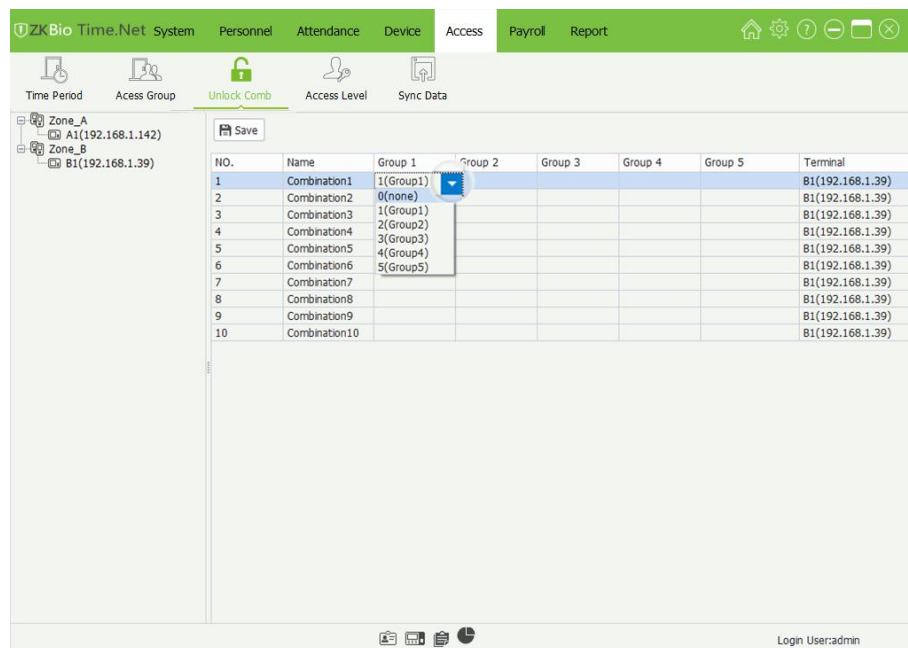 ZKBio Time.Net System Personnel Attendance Device Access Payroll Report
Time Period Acess Group Unlock Comb Access Level Sync Data
Zone_A
A1(192.168.1.142)
Zone_B
B1(192.168.1.39)
Save
NO. Name Group 1 Group 2 Group 3 Group 4 Group 5 Terminal
1 Combination1 1(Group1) B1(192.168.1.39)
2 Combination2 B1(192.168.1.39)
3 Combination3 B1(192.168.1.39)
4 Combination4 B1(192.168.1.39)
5 Combination5 B1(192.168.1.39)
6 Combination6 B1(192.168.1.39)
7 Combination7 B1(192.168.1.39)
8 Combination8 B1(192.168.1.39)
9 Combination9 B1(192.168.1.39)
10 Combination10 B1(192.168.1.39)
0(none)
1(Group1)
2(Group2)
3(Group3)
4(Group4)
5(Group5)
Login User:admin